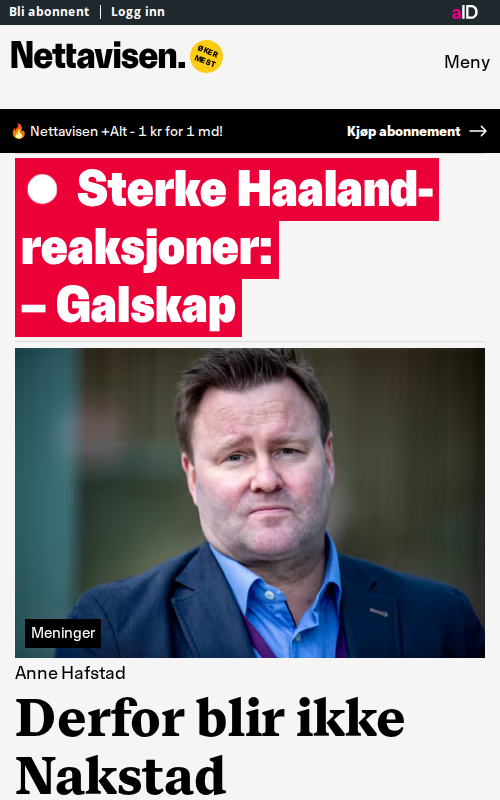 Bli abonnent | Logg inn
aID
Nettavisen.
ØKER
MEST
Meny
🔥 Nettavisen +Alt - 1 kr for 1 md!
Kjøp abonnement →
Sterke Haaland-
reaksjoner:
– Galskap
Meninger
Anne Hafstad
Derfor blir ikke
Nakstad